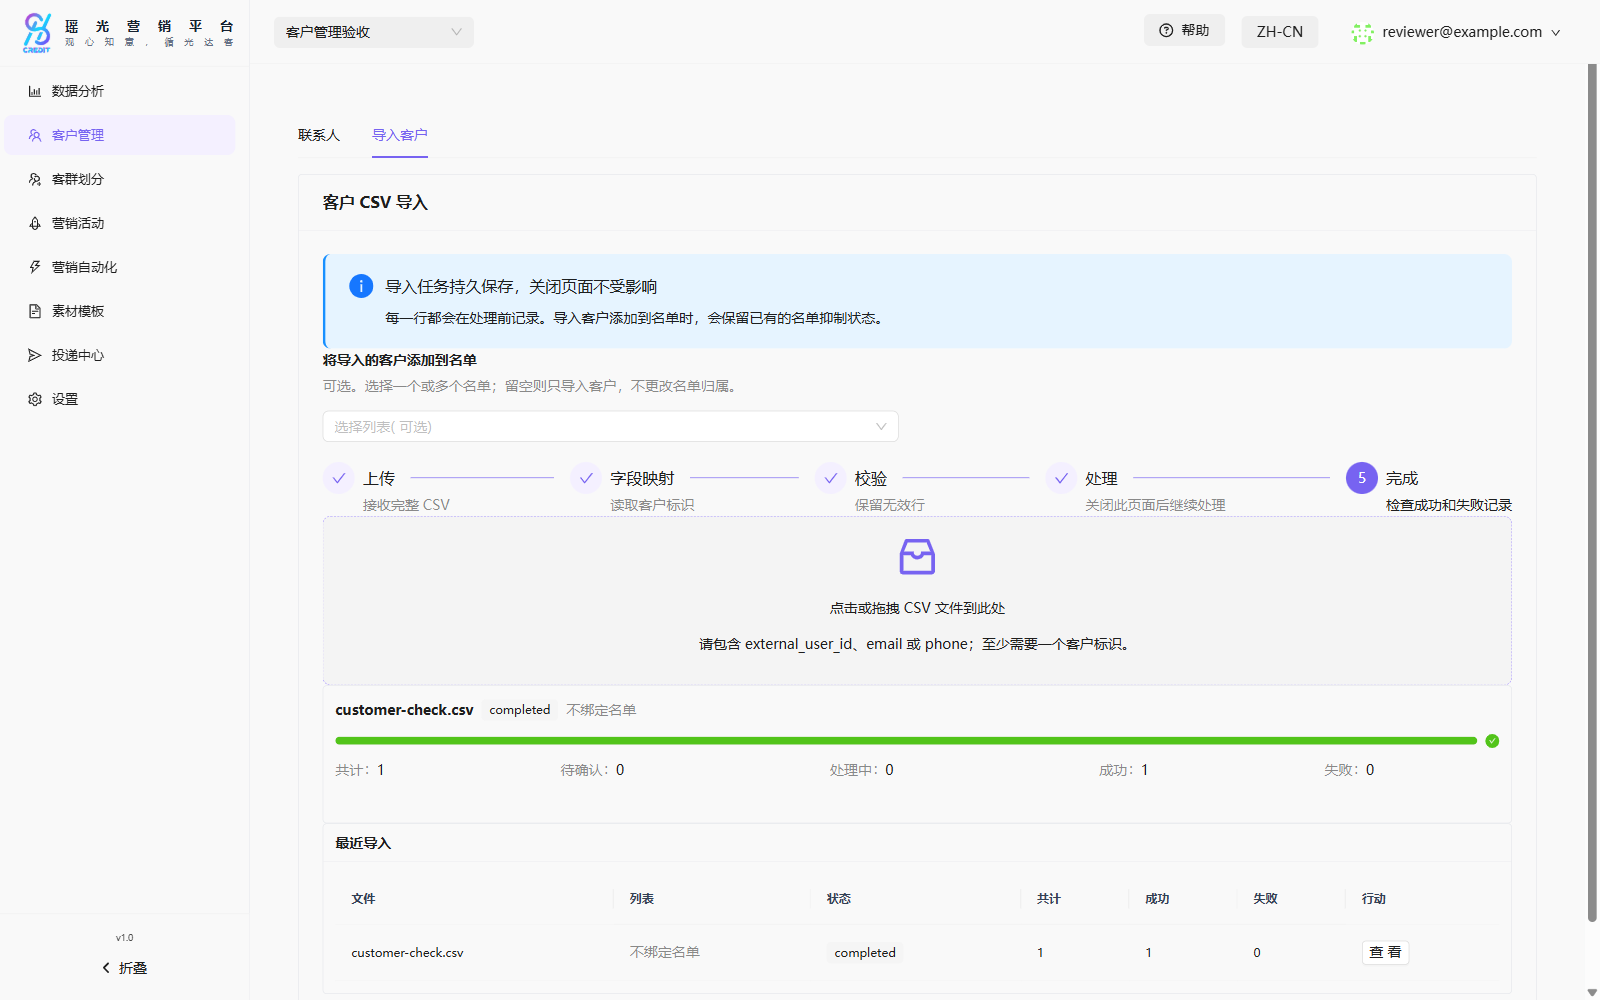 瑶光营销平台
观心知意，循光达客
CREDIT
客户管理验收
帮助
ZH-CN
reviewer@example.com
数据分析
客户管理
客群划分
营销活动
营销自动化
素材模板
投递中心
设置
v1.0
折叠
联系人
导入客户
客户 CSV 导入
导入任务持久保存，关闭页面不受影响
每一行都会在处理前记录。导入客户添加到名单时，会保留已有的名单抑制状态。
将导入的客户添加到名单
可选。选择一个或多个名单；留空则只导入客户，不更改名单归属。
选择列表( 可选)
上传
接收完整 CSV
字段映射
读取客户标识
校验
保留无效行
处理
关闭此页面后继续处理
5 完成
检查成功和失败记录
点击或拖拽 CSV 文件到此处
请包含 external_user_id、email 或 phone；至少需要一个客户标识。
customer-check.csv completed 不绑定名单
共计：1 待确认：0 处理中：0 成功：1 失败：0
最近导入
文件 列表 状态 共计 成功 失败 行动
customer-check.csv 不绑定名单 completed 1 1 0 查 看